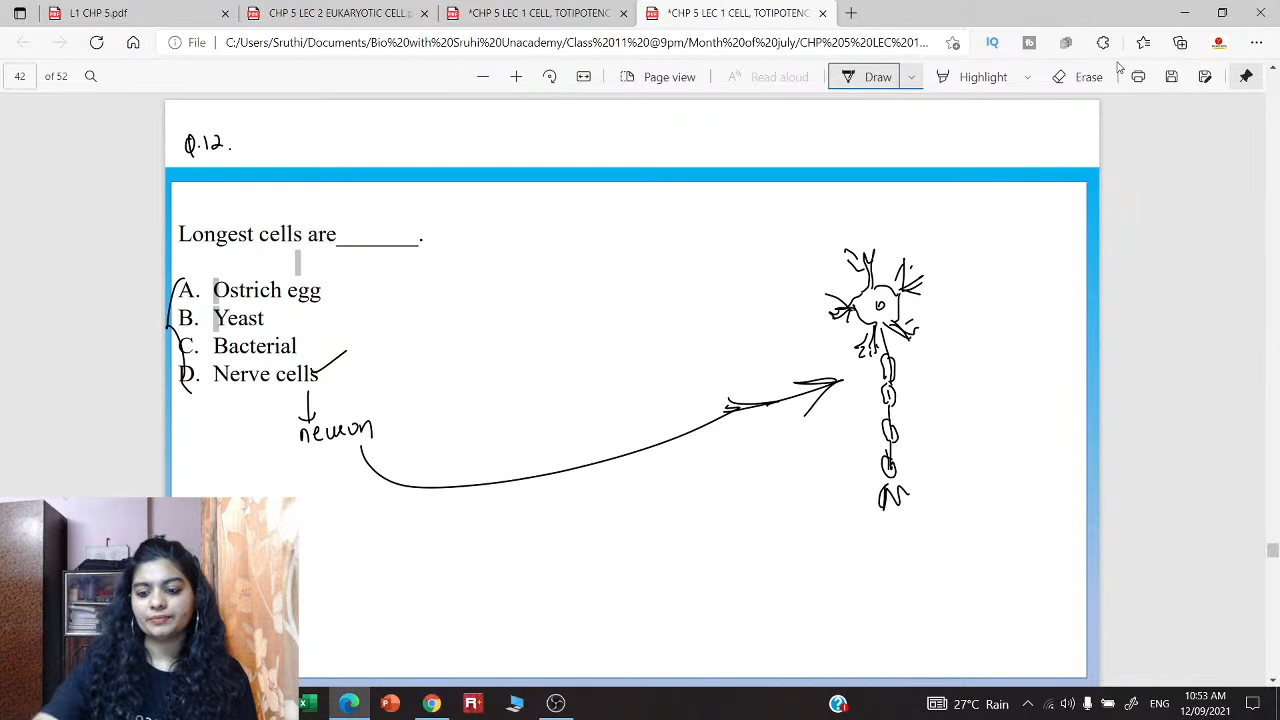 L1 CHP 5.pdf
CHP 5 LEC 2 EUKARYOTIC CELL.p
*CHP 5 LEC 1 CELL, TOTIPOTENC
*CHP 5 LEC 1 CELL, TOTIPOTENC
File
C:/Users/Sruthi/Documents/Bio%20with%20Sruhi%20Unacademy/Class%2011%20@9pm/Month%20of%20july/CHP%205%20LEC%201...
42 of 52
Page view
Read aloud
Draw
Highlight
Erase
Q.12.
Longest cells are_______.
A. Ostrich egg
B. Yeast
C. Bacterial
D. Nerve cells
neuron
27°C Rain
ENG
10:53 AM
12/09/2021